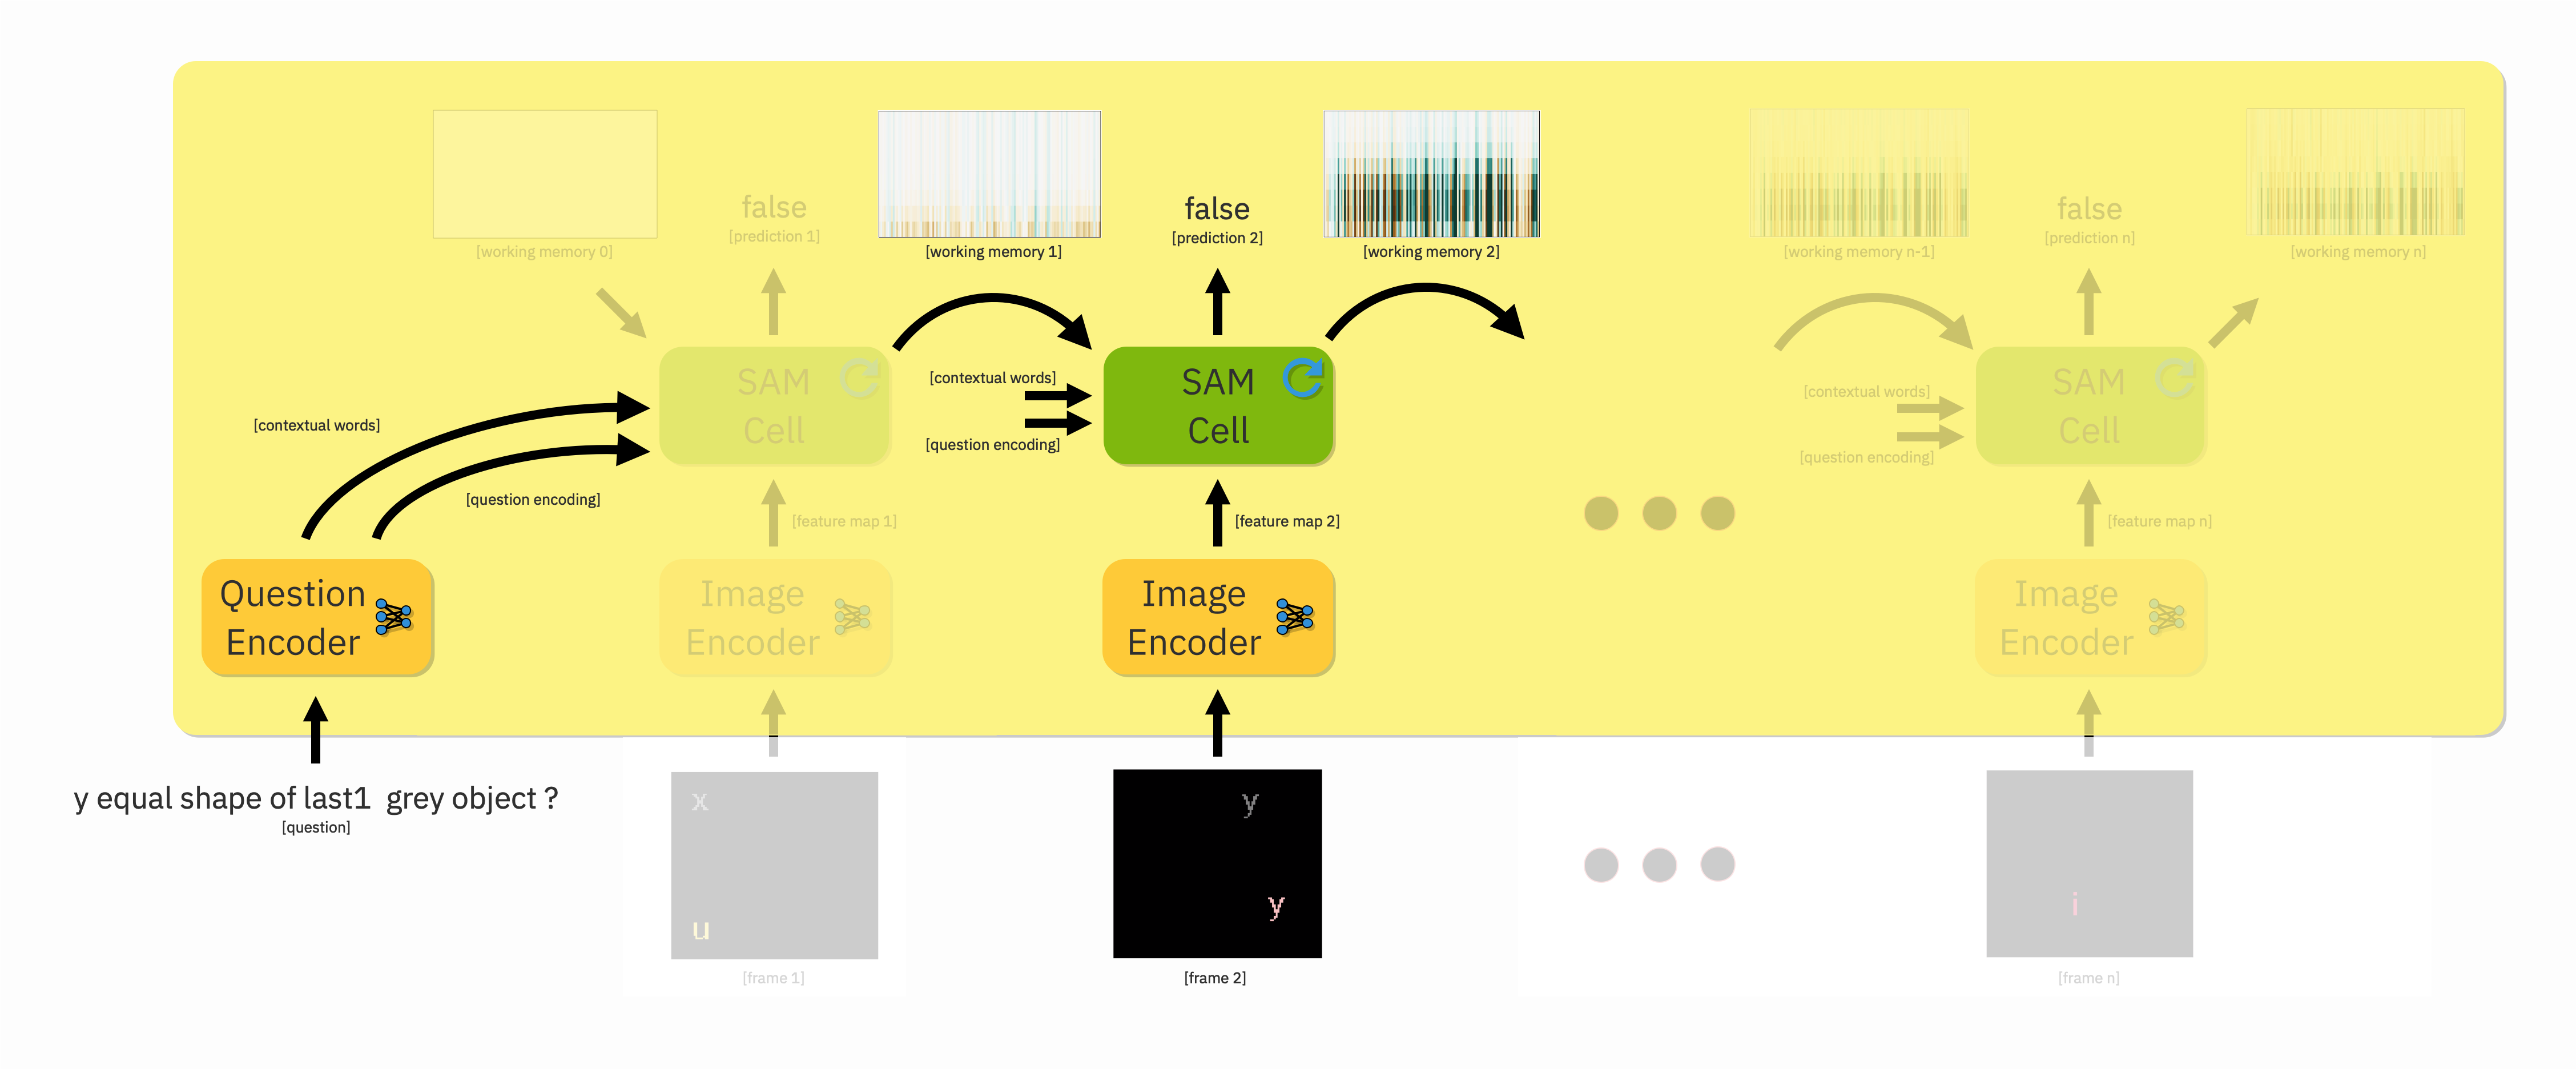 [working memory 0]
false
[prediction 1]
[working memory 1]
false
[prediction 2]
[working memory 2]
[working memory n-1]
false
[prediction n]
[working memory n]
[contextual words]
[question encoding]
SAM
Cell
[contextual words]
[question encoding]
SAM
Cell
[contextual words]
[question encoding]
SAM
Cell
[feature map 1]
[feature map 2]
[feature map n]
Question
Encoder
Image
Encoder
Image
Encoder
Image
Encoder
y equal shape of last1 grey object ?
[question]
x
u
[frame 1]
y
y
[frame 2]
i
[frame n]